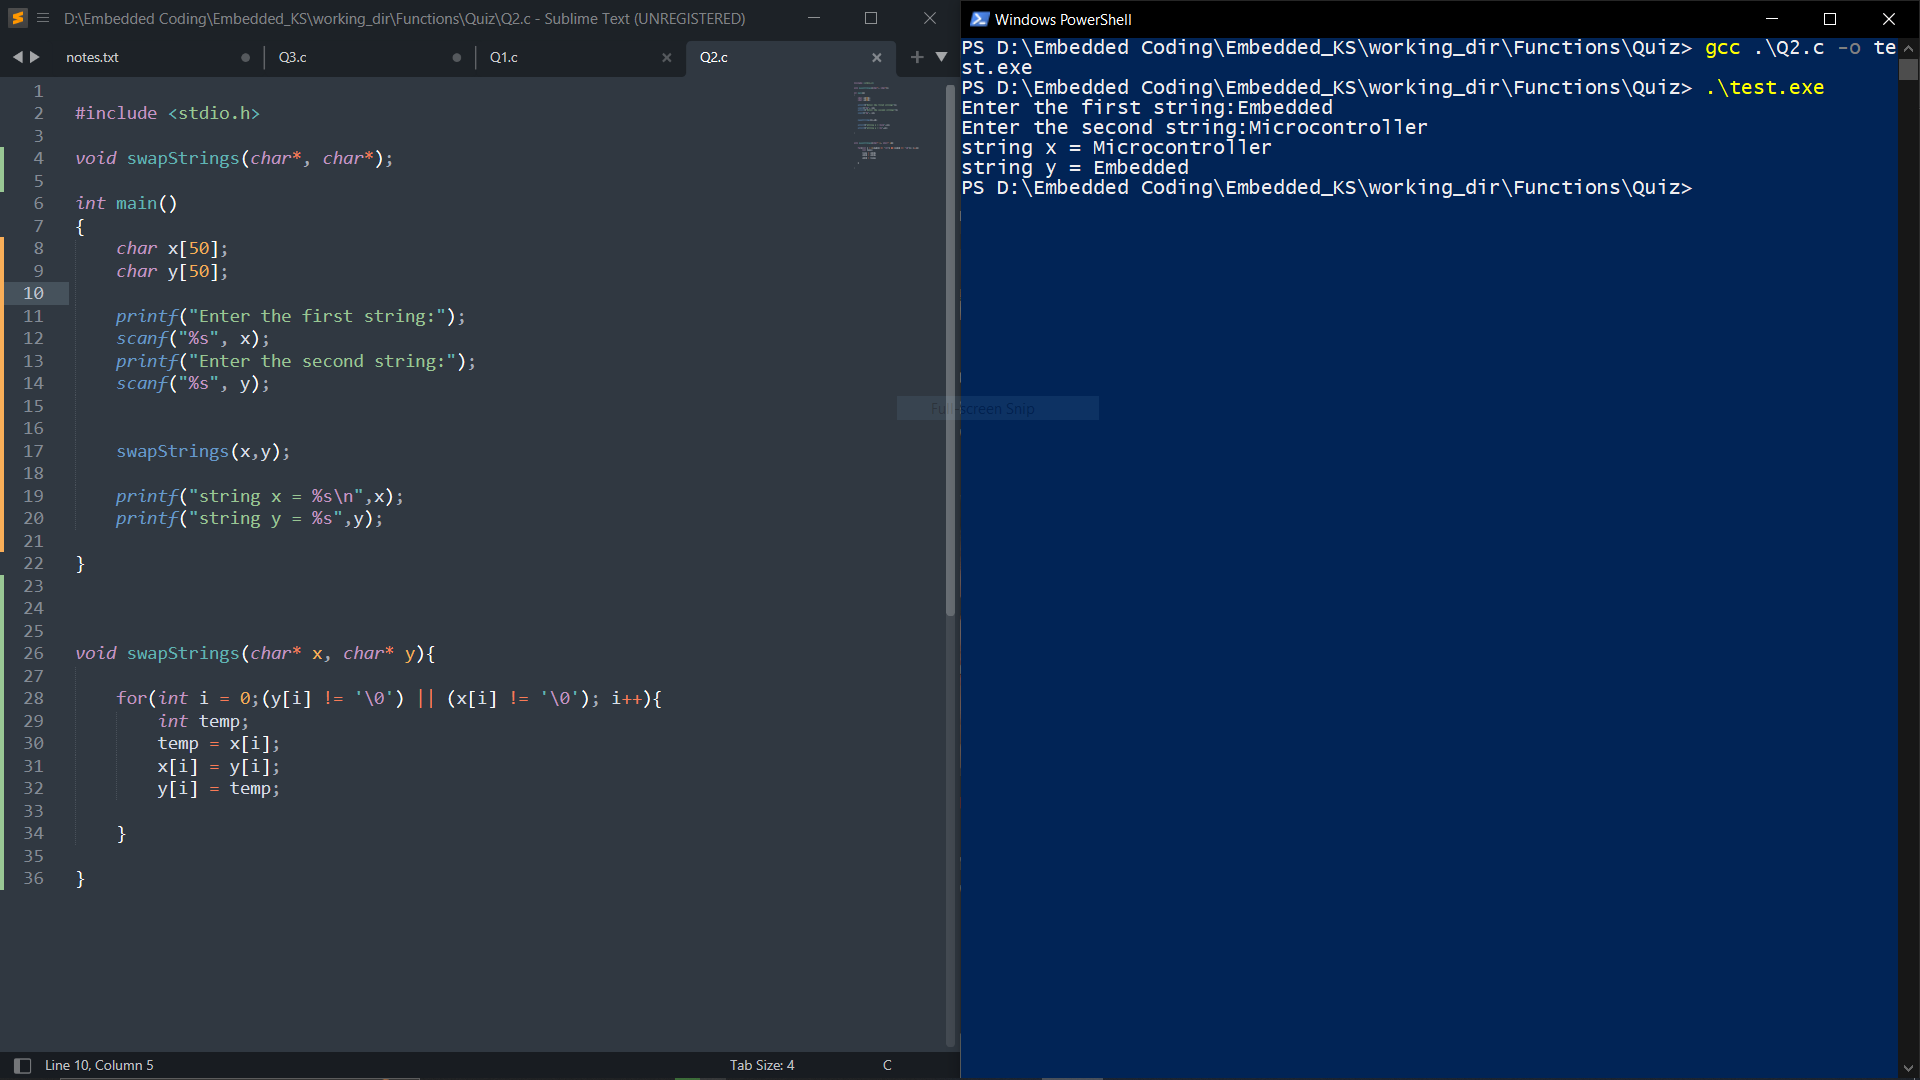 D:\Embedded Coding\Embedded_KS\working_dir\Functions\Quiz\Q2.c - Sublime Text (UNREGISTERED)
notes.txt
Q3.c
Q1.c
Q2.c
1
2 #include <stdio.h>
3
4 void swapStrings(char*, char*);
5
6 int main()
7 {
8 char x[50];
9 char y[50];
10
11 printf("Enter the first string:");
12 scanf("%s", x);
13 printf("Enter the second string:");
14 scanf("%s", y);
15
16
17 swapStrings(x,y);
18
19 printf("string x = %s\n",x);
20 printf("string y = %s",y);
21
22 }
23
24
25
26 void swapStrings(char* x, char* y){
27
28 for(int i = 0;(y[i] != '\0') || (x[i] != '\0'); i++){
29 int temp;
30 temp = x[i];
31 x[i] = y[i];
32 y[i] = temp;
33
34 }
35
36 }
Line 10, Column 5
Tab Size: 4
C
Full-screen Snip
Windows PowerShell
PS D:\Embedded Coding\Embedded_KS\working_dir\Functions\Quiz> gcc .\Q2.c -o te
st.exe
PS D:\Embedded Coding\Embedded_KS\working_dir\Functions\Quiz> .\test.exe
Enter the first string:Embedded
Enter the second string:Microcontroller
string x = Microcontroller
string y = Embedded
PS D:\Embedded Coding\Embedded_KS\working_dir\Functions\Quiz>